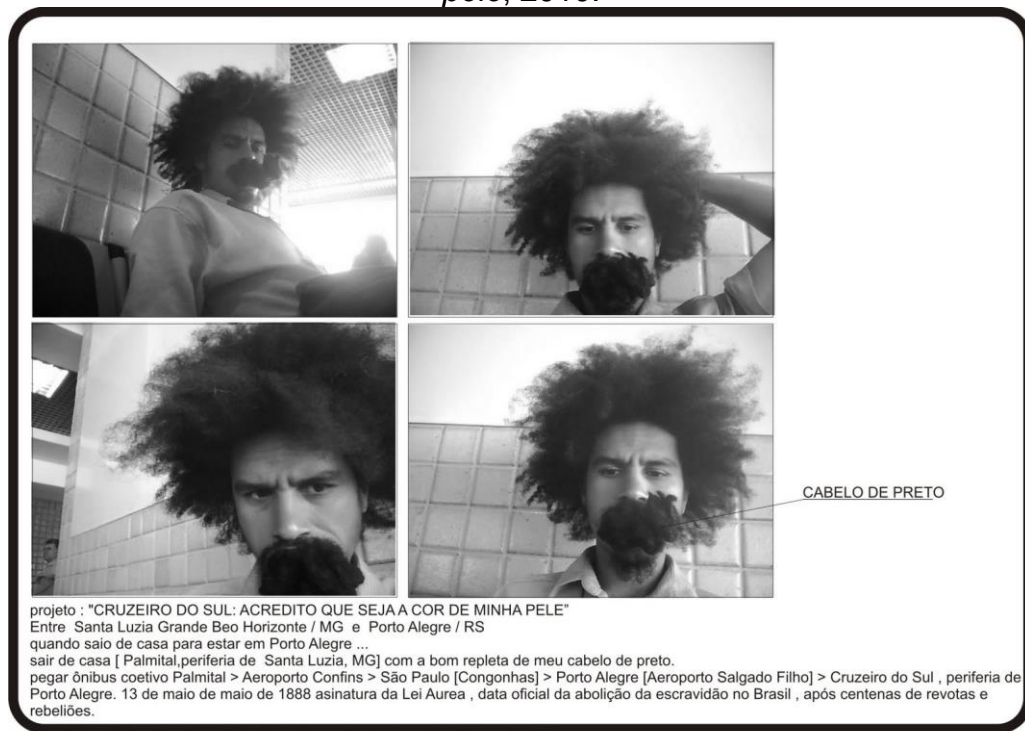 pele, 2010.
CABELO DE PRETO
projeto : "CRUZEIRO DO SUL: ACREDITO QUE SEJA A COR DE MINHA PELE"
Entre Santa Luzia Grande Beo Horizonte / MG e Porto Alegre / RS
quando saio de casa para estar em Porto Alegre ...
sair de casa [ Palmital,periferia de Santa Luzia, MG] com a bom repleta de meu cabelo de preto.
pegar ônibus coetivo Palmital > Aeroporto Confins > São Paulo [Congonhas] > Porto Alegre [Aeroporto Salgado Filho] > Cruzeiro do Sul , periferia de
Porto Alegre. 13 de maio de maio de 1888 asinatura da Lei Aurea , data oficial da abolição da escravidão no Brasil , após centenas de revotas e
rebeliões.